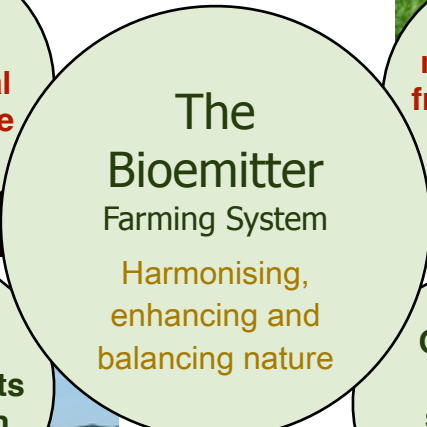 The
Bioemitter
Farming System
Harmonising,
enhancing and
balancing nature